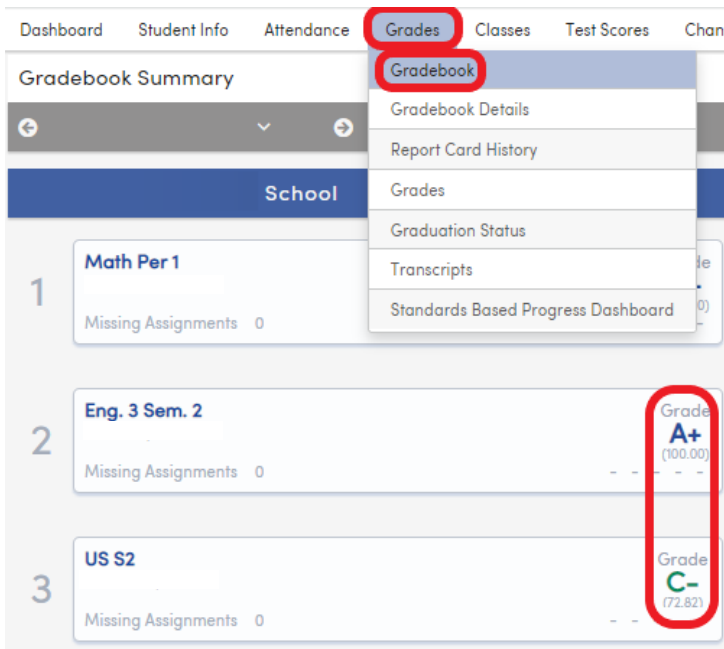 Dashboard Student Info Attendance Grades Classes Test Scores Chan
Gradebook Summary
Gradebook
Gradebook Details
Report Card History
Grades
Graduation Status
Transcripts
Standards Based Progress Dashboard
School
1
Math Per 1
Missing Assignments 0
2
Eng. 3 Sem. 2
Grade
A+
(100.00)
Missing Assignments 0
- - - - -
3
US S2
Grade
C-
(72.82)
Missing Assignments 0
- -